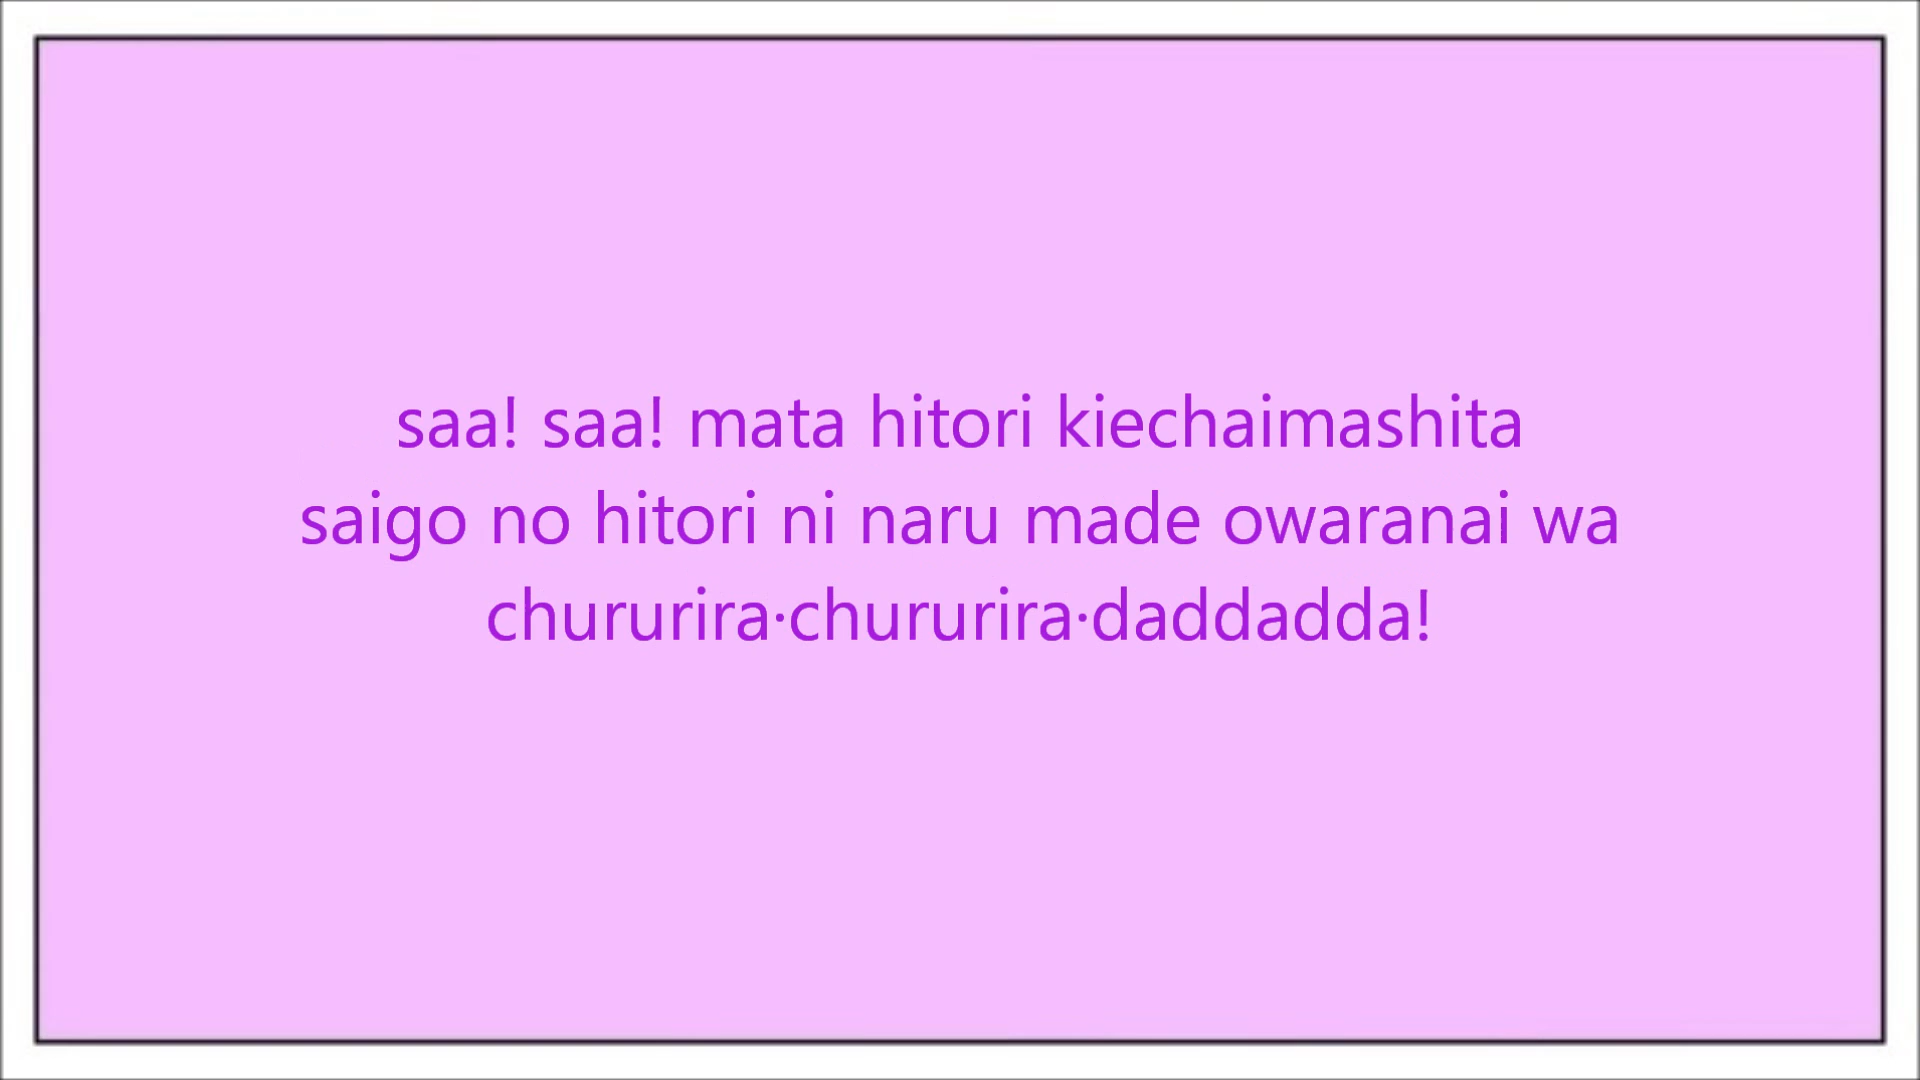 saa! saa! mata hitori kiechaimashita
saigo no hitori ni naru made owaranai wa
chururira·chururira·daddadda!